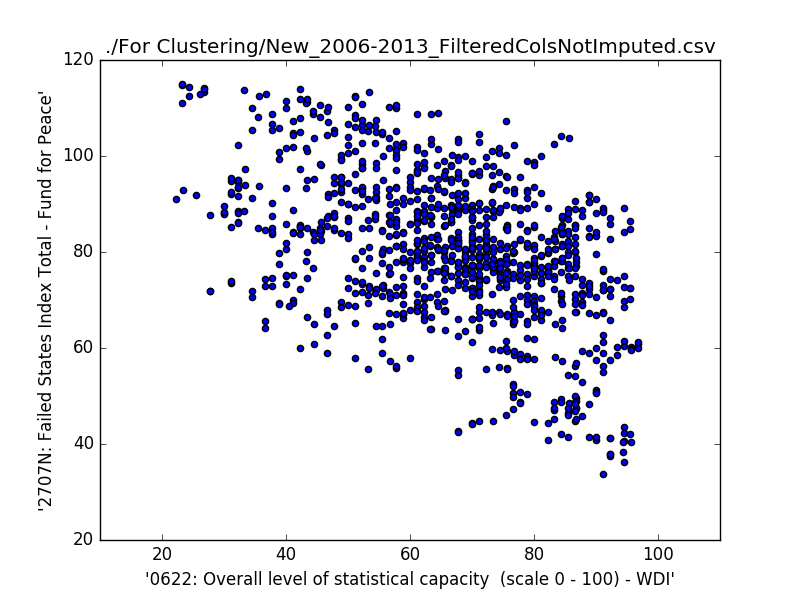 ./For Clustering/New_2006-2013_FilteredColsNotImputed.csv
120
100
80
60
40
20
'2707N: Failed States Index Total - Fund for Peace'
20 40 60 80 100
'0622: Overall level of statistical capacity  (scale 0 - 100) - WDI'